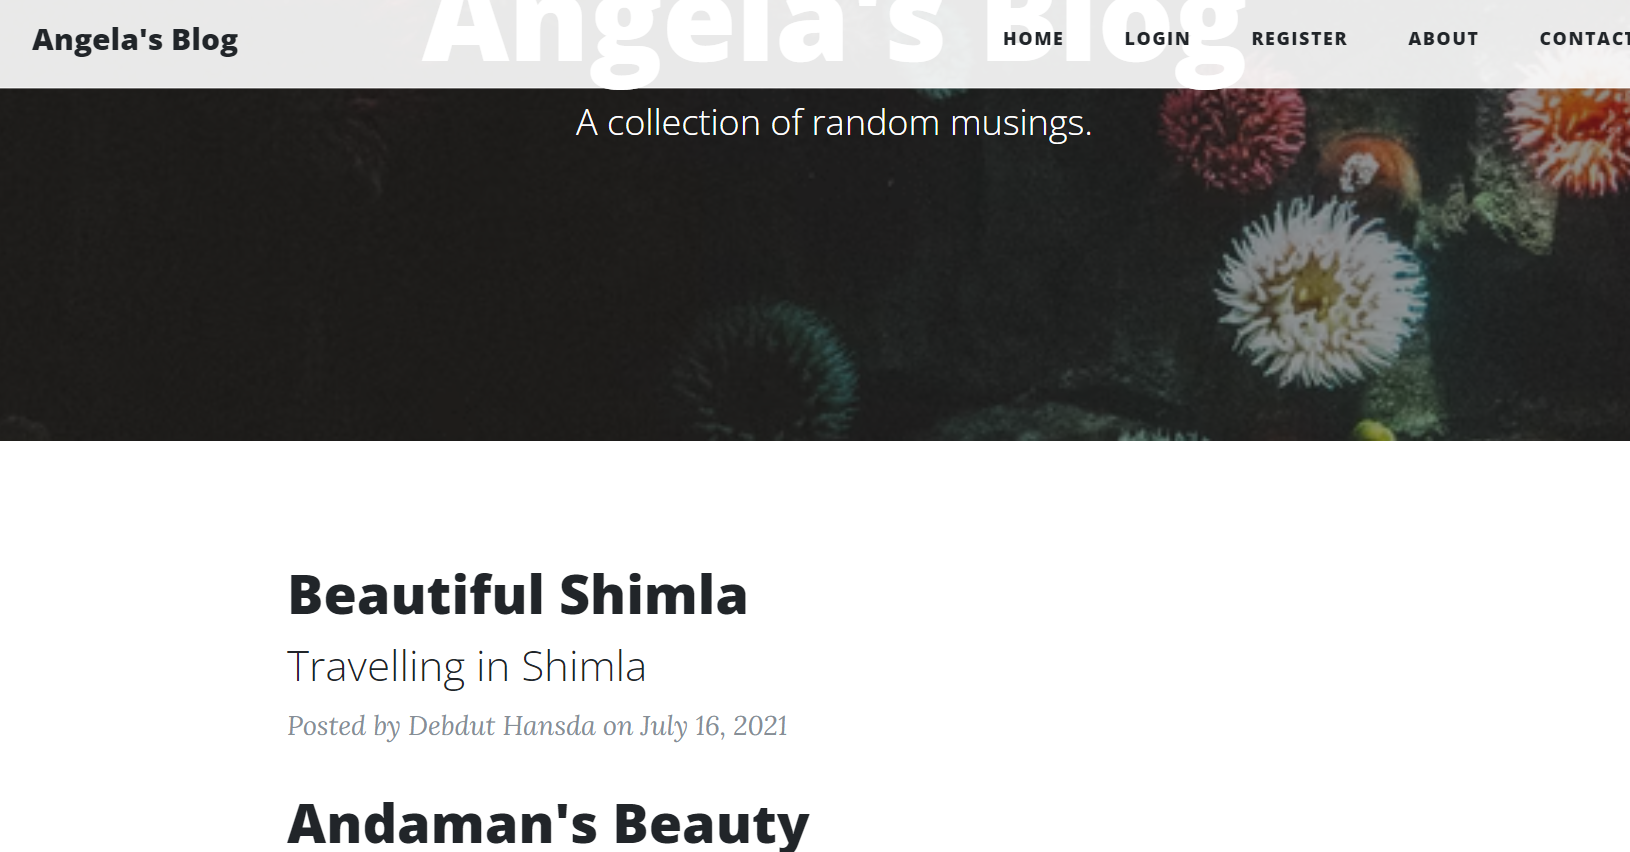 Angela's Blog
HOME LOGIN REGISTER ABOUT CONTACT
Angela's Blog
A collection of random musings.
Beautiful Shimla
Travelling in Shimla
Posted by Debdut Hansda on July 16, 2021
Andaman's Beauty